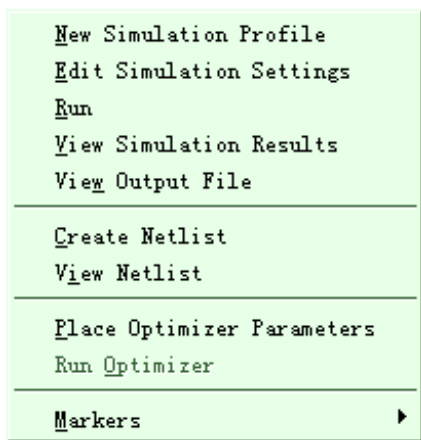 New Simulation Profile
Edit Simulation Settings
Run
View Simulation Results
View Output File
Create Netlist
View Netlist
Place Optimizer Parameters
Run Optimizer
Markers